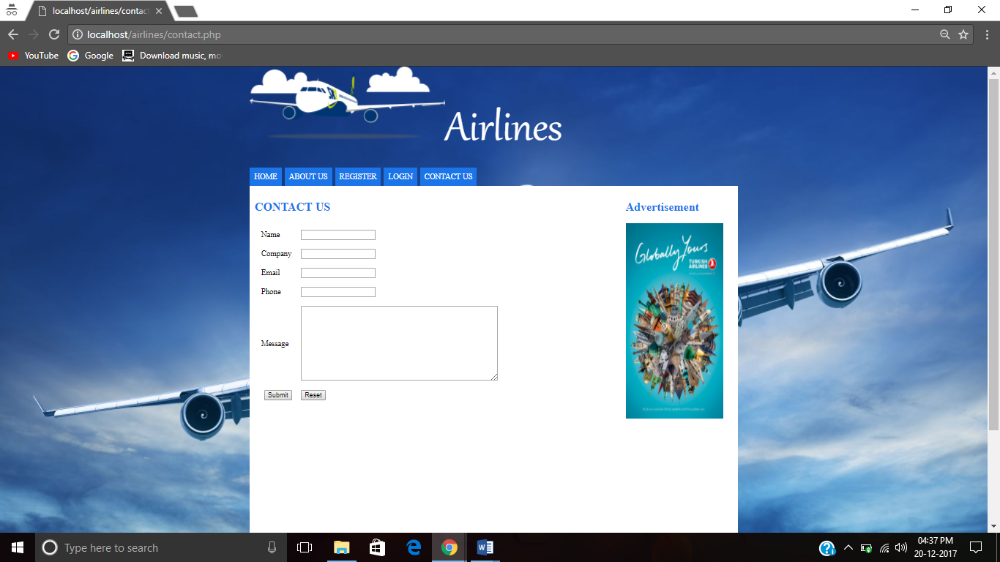 localhost/airlines/contac
localhost/airlines/contact.php
YouTube
Google
Download music, mo
Airlines
HOME
ABOUT US
REGISTER
LOGIN
CONTACT US
CONTACT US
Advertisement
Name
Company
Email
Phone
Message
Submit
Reset
Globally Yours
TURKISH
AIRLINES
Type here to search
04:37 PM
20-12-2017